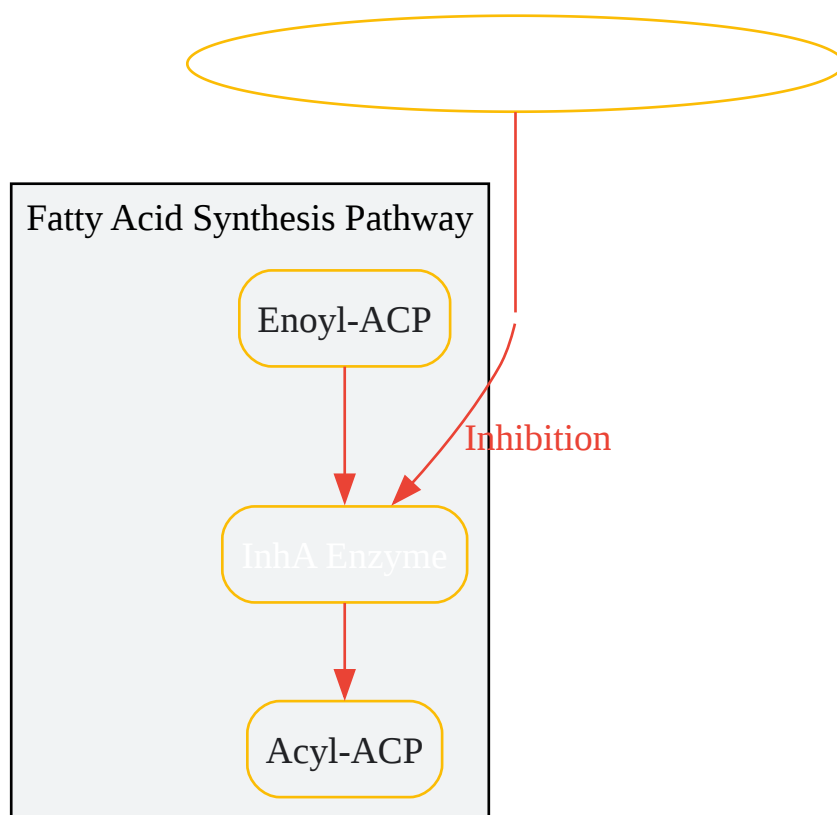 Fatty Acid Synthesis Pathway
Enoyl-ACP
Inhibition
InhA Enzyme
Acyl-ACP